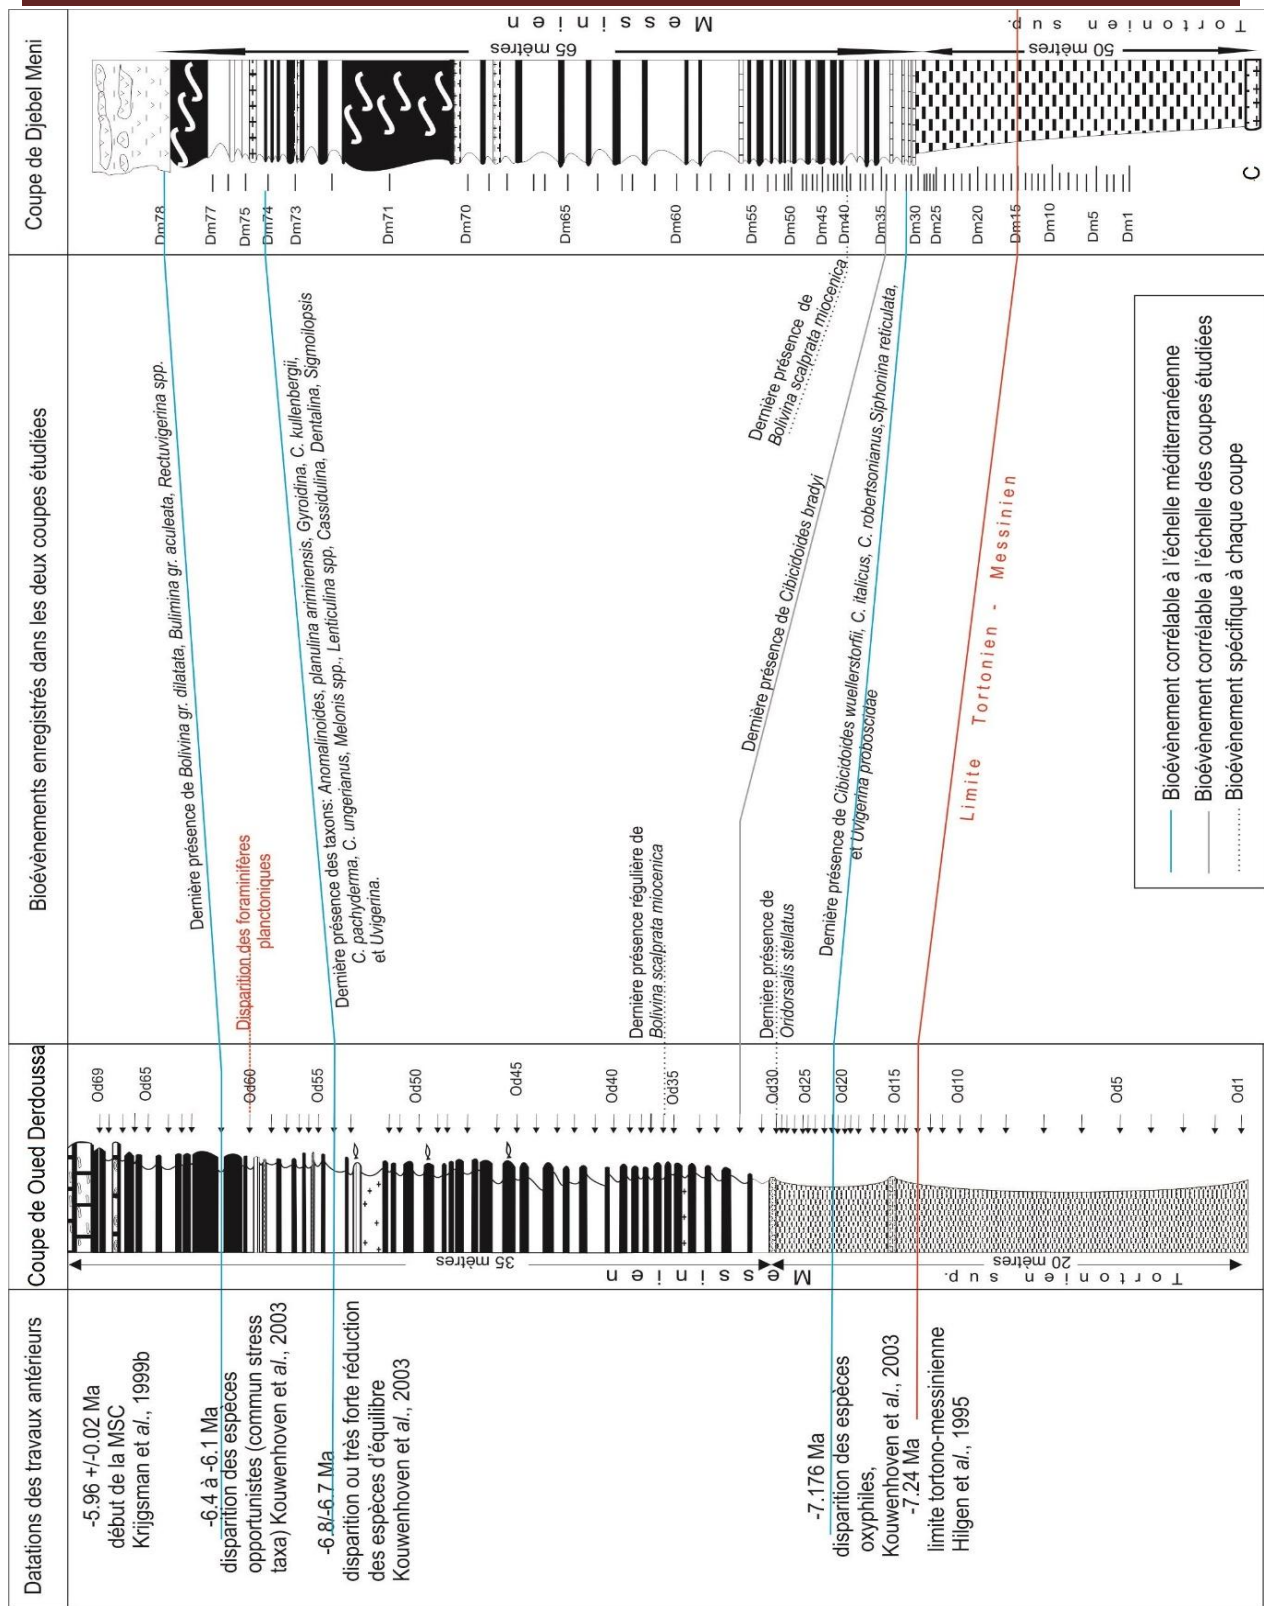 Datations des travaux antérieurs
-5.96 +/-0.02 Ma
début de la MSC
Krijgsman et al., 1999b
-6.4 à -6.1 Ma
disparition des espèces
opportunistes (commun stress
taxa) Kouwenhoven et al., 2003
-6.8/-6.7 Ma
disparition ou très forte réduction
des espèces d'équilibre
Kouwenhoven et al., 2003
-7.176 Ma
disparition des espèces
oxyphiles,
Kouwenhoven et al., 2003
-7.24 Ma
limite tortono-messinienne
Hilgen et al., 1995
Coupe de Oued Derdoussa
35 mètres
Messinien
20 mètres
Tortonien sup.
Od69
Od65
Od60
Od55
Od50
Od45
Od40
Od35
Od30
Od25
Od20
Od15
Od10
Od5
Od1
Bioévènements enregistrés dans les deux coupes étudiées
Dernière présence de Bolivina gr. dilatata, Bulimina gr. aculeata, Rectuvigerina spp.
Disparition des foraminifères
planctoniques
Dernière présence des taxons: Anomalinoides, planulina ariminensis, Gyroidina, C. kullenbergii,
C. pachyderma, C. ungerianus, Melonis spp., Lenticulina spp, Cassidulina, Dentalina, Sigmoilopsis
et Uvigerina.
Dernière présence régulière de
Bolivina scalprata miocenica
Dernière présence de
Bolivina scalprata miocenica
Dernière présence de Cibicidoides bradyi
Dernière présence de
Oridorsalis stellatus
Dernière présence de Cibicidoides wuellerstorfii, C. italicus, C. robertsonianus, Siphonina reticulata,
et Uvigerina proboscidae
Limite Tortonien - Messinien
Bioévènement corrélable à l'échelle méditerranéenne
Bioévènement corrélable à l'échelle des coupes étudiées
Bioévènement spécifique à chaque coupe
Coupe de Djebel Meni
Dm78
Dm77
Dm75
Dm74
Dm73
Dm71
Dm70
Dm65
Dm60
Dm55
Dm50
Dm45
Dm40
Dm35
Dm30
Dm25
Dm20
Dm15
Dm10
Dm5
Dm1
C
65 mètres
Messinien
50 mètres
Tortonien sup.